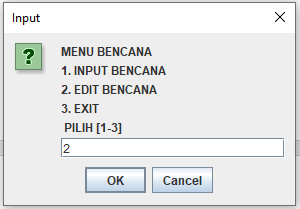 Input
MENU BENCANA
1. INPUT BENCANA
2. EDIT BENCANA
3. EXIT
PILIH [1-3]
2
OK Cancel